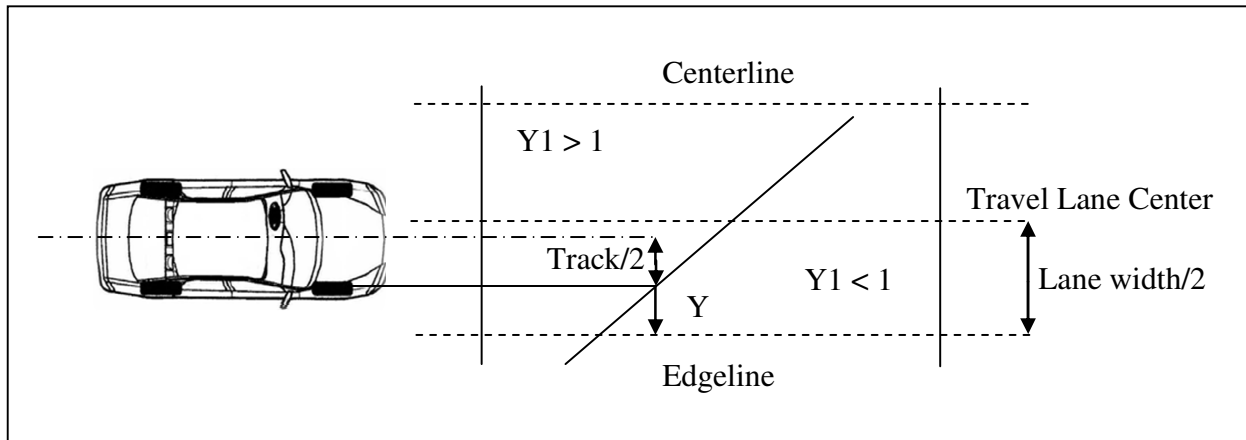 Centerline
Y1 > 1
Travel Lane Center
Track/2
Y1 < 1
Lane width/2
Y
Edgeline